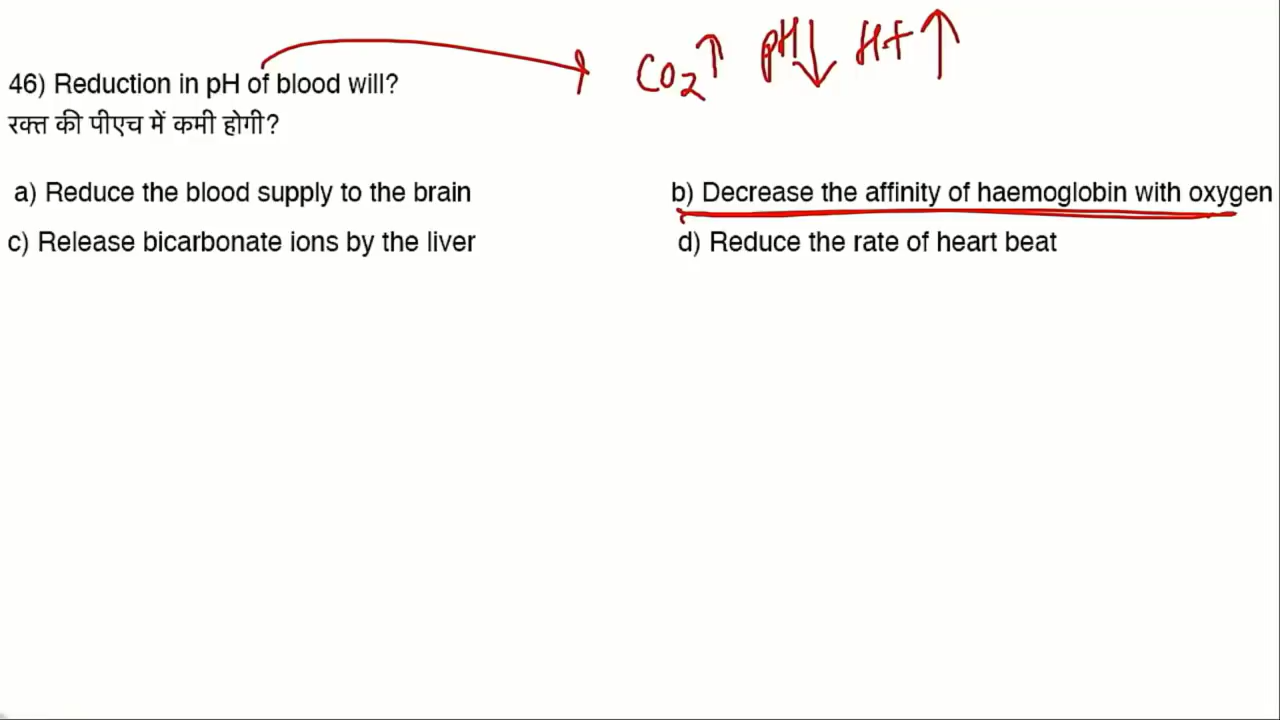 CO2↑ pH↓ H+↑
46) Reduction in pH of blood will?
रक्त की पीएच में कमी होगी?
a) Reduce the blood supply to the brain
b) Decrease the affinity of haemoglobin with oxygen
c) Release bicarbonate ions by the liver
d) Reduce the rate of heart beat